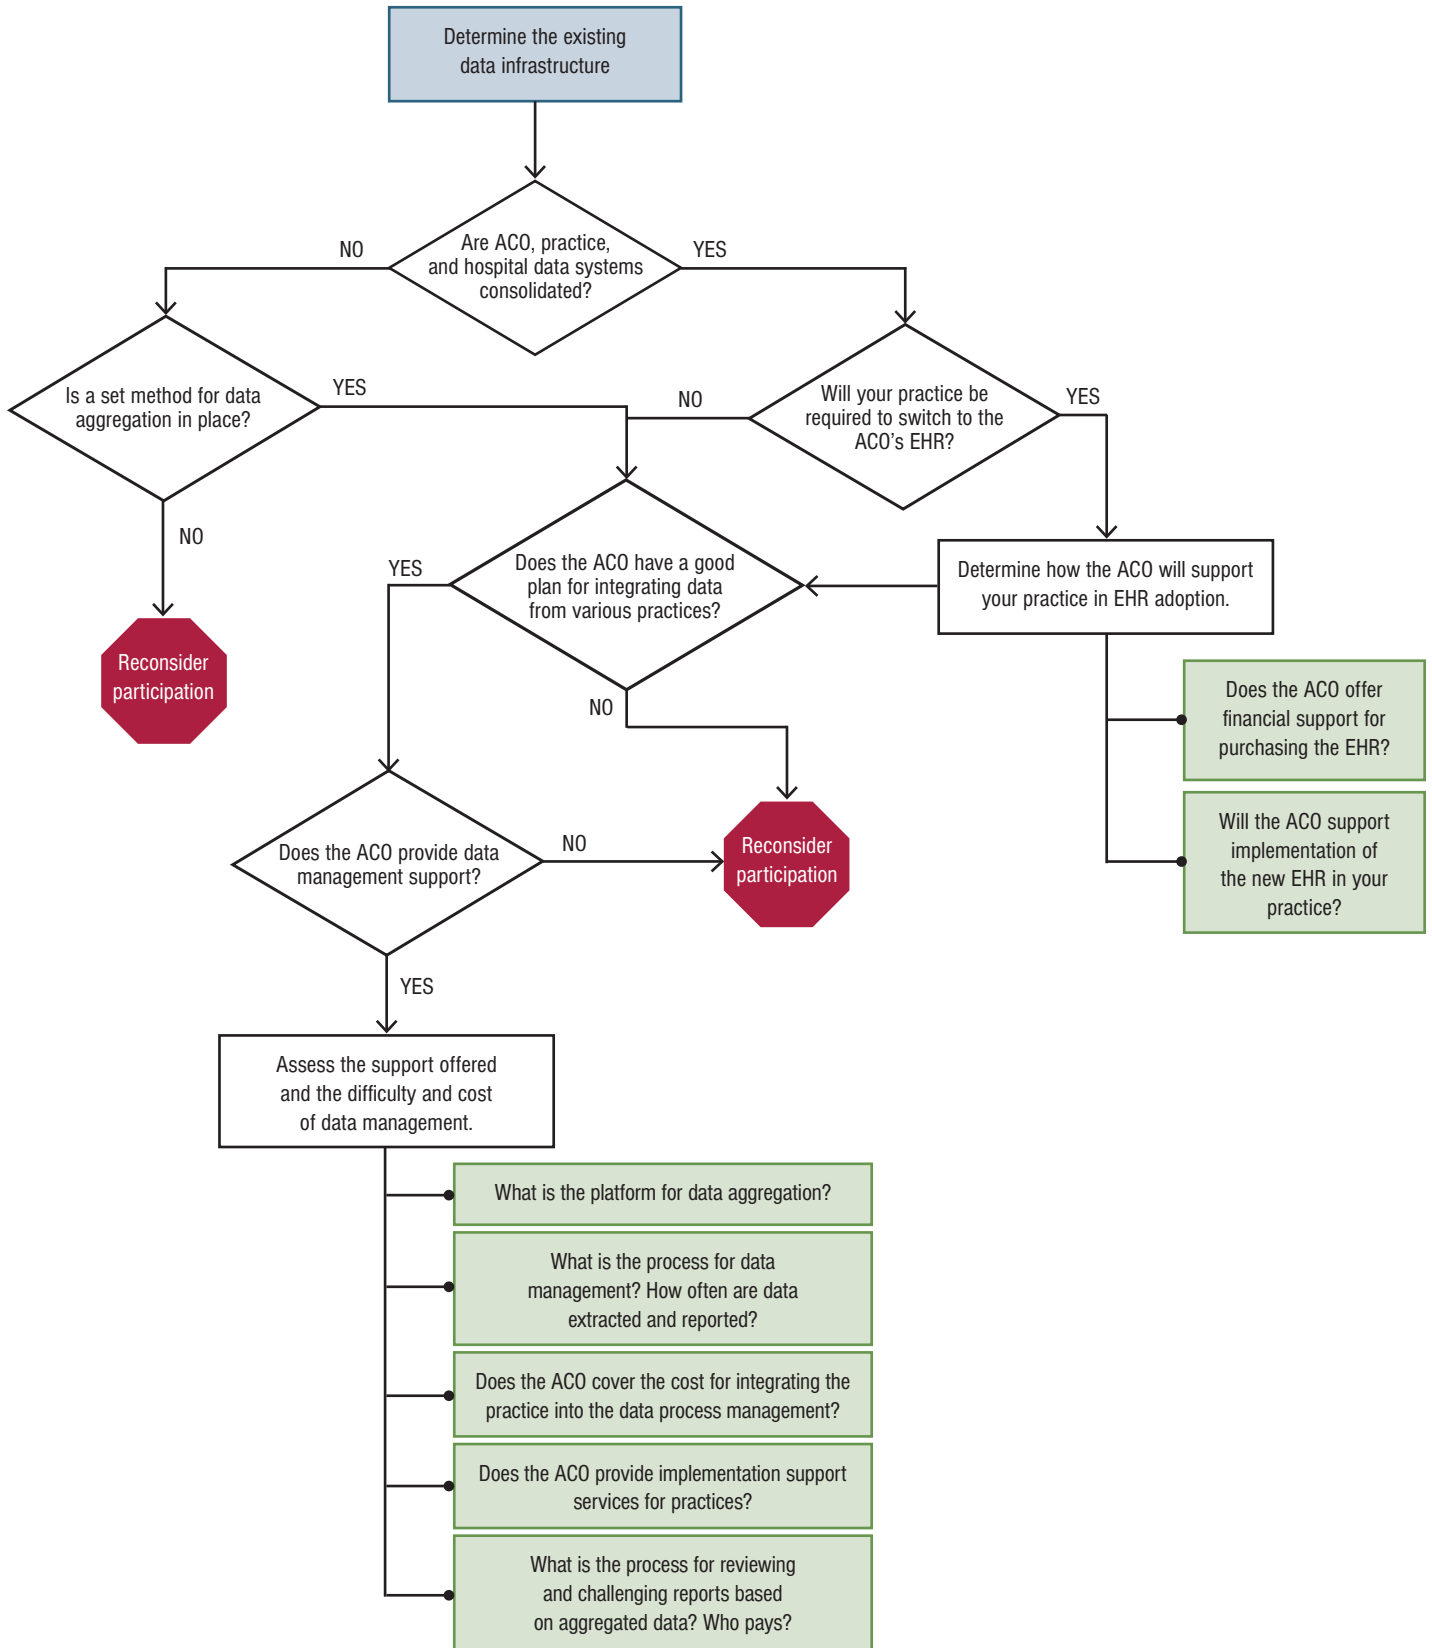 Determine the existing
data infrastructure
Are ACO, practice,
and hospital data systems
consolidated?
NO
YES
Is a set method for data
aggregation in place?
YES
NO
Will your practice be
required to switch to the
ACO's EHR?
NO
YES
Reconsider
participation
Does the ACO have a good
plan for integrating data
from various practices?
YES
NO
Determine how the ACO will support
your practice in EHR adoption.
Does the ACO offer
financial support for
purchasing the EHR?
Will the ACO support
implementation of
the new EHR in your
practice?
Does the ACO provide data
management support?
NO
Reconsider
participation
YES
Assess the support offered
and the difficulty and cost
of data management.
What is the platform for data aggregation?
What is the process for data
management? How often are data
extracted and reported?
Does the ACO cover the cost for integrating the
practice into the data process management?
Does the ACO provide implementation support
services for practices?
What is the process for reviewing
and challenging reports based
on aggregated data? Who pays?